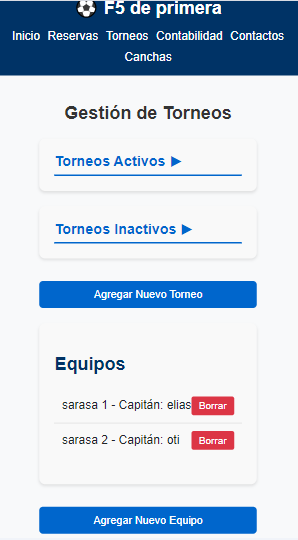 F5 de primera
Inicio Reservas Torneos Contabilidad Contactos
Canchas
Gestión de Torneos
Torneos Activos ▶
Torneos Inactivos ▶
Agregar Nuevo Torneo
Equipos
sarasa 1 - Capitán: elias Borrar
sarasa 2 - Capitán: oti Borrar
Agregar Nuevo Equipo